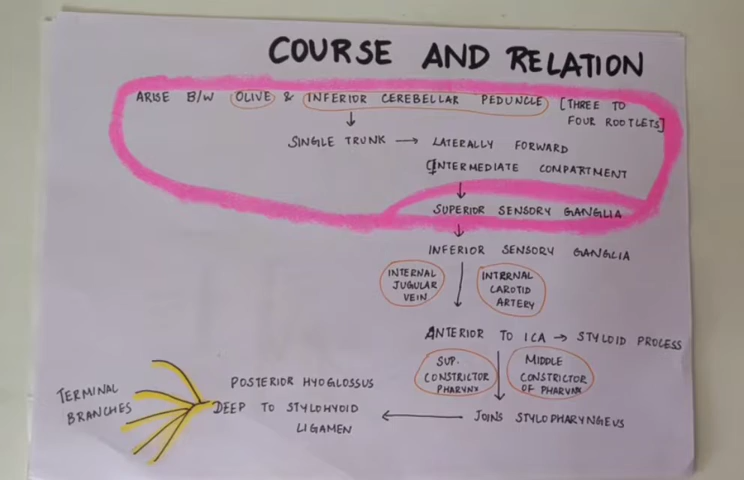 COURSE AND RELATION
ARISE B/W OLIVE & INFERIOR CEREBELLAR PEDUNCLE [THREE TO
FOUR ROOTLETS]
SINGLE TRUNK → LATERALLY FORWARD
(INTERMEDIATE COMPARTMENT
SUPERIOR SENSORY GANGLIA
INFERIOR SENSORY GANGLIA
INTERNAL
JUGULAR
VEIN
INTERNAL
CAROTID
ARTERY
ANTERIOR TO ICA → STYLOID PROCESS
SUP.
CONSTRICTOR
PHARYNX
MIDDLE
CONSTRICTOR
OF PHARYNX
JOINS STYLOPHARYNGEUS
POSTERIOR HYOGLOSSUS
DEEP TO STYLOHYOID
LIGAMEN
TERMINAL
BRANCHES